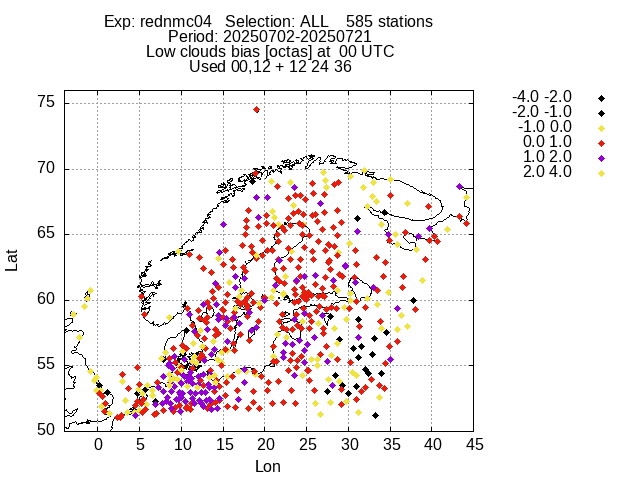 Exp: rednmc04   Selection: ALL    585 stations
Period: 20250702-20250721
Low clouds bias [octas] at  00 UTC
Used 00,12 + 12 24 36
-4.0 -2.0
-2.0 -1.0
-1.0 0.0
0.0 1.0
1.0 2.0
2.0 4.0
75
70
65
60
55
50
Lat
0 5 10 15 20 25 30 35 40 45
Lon